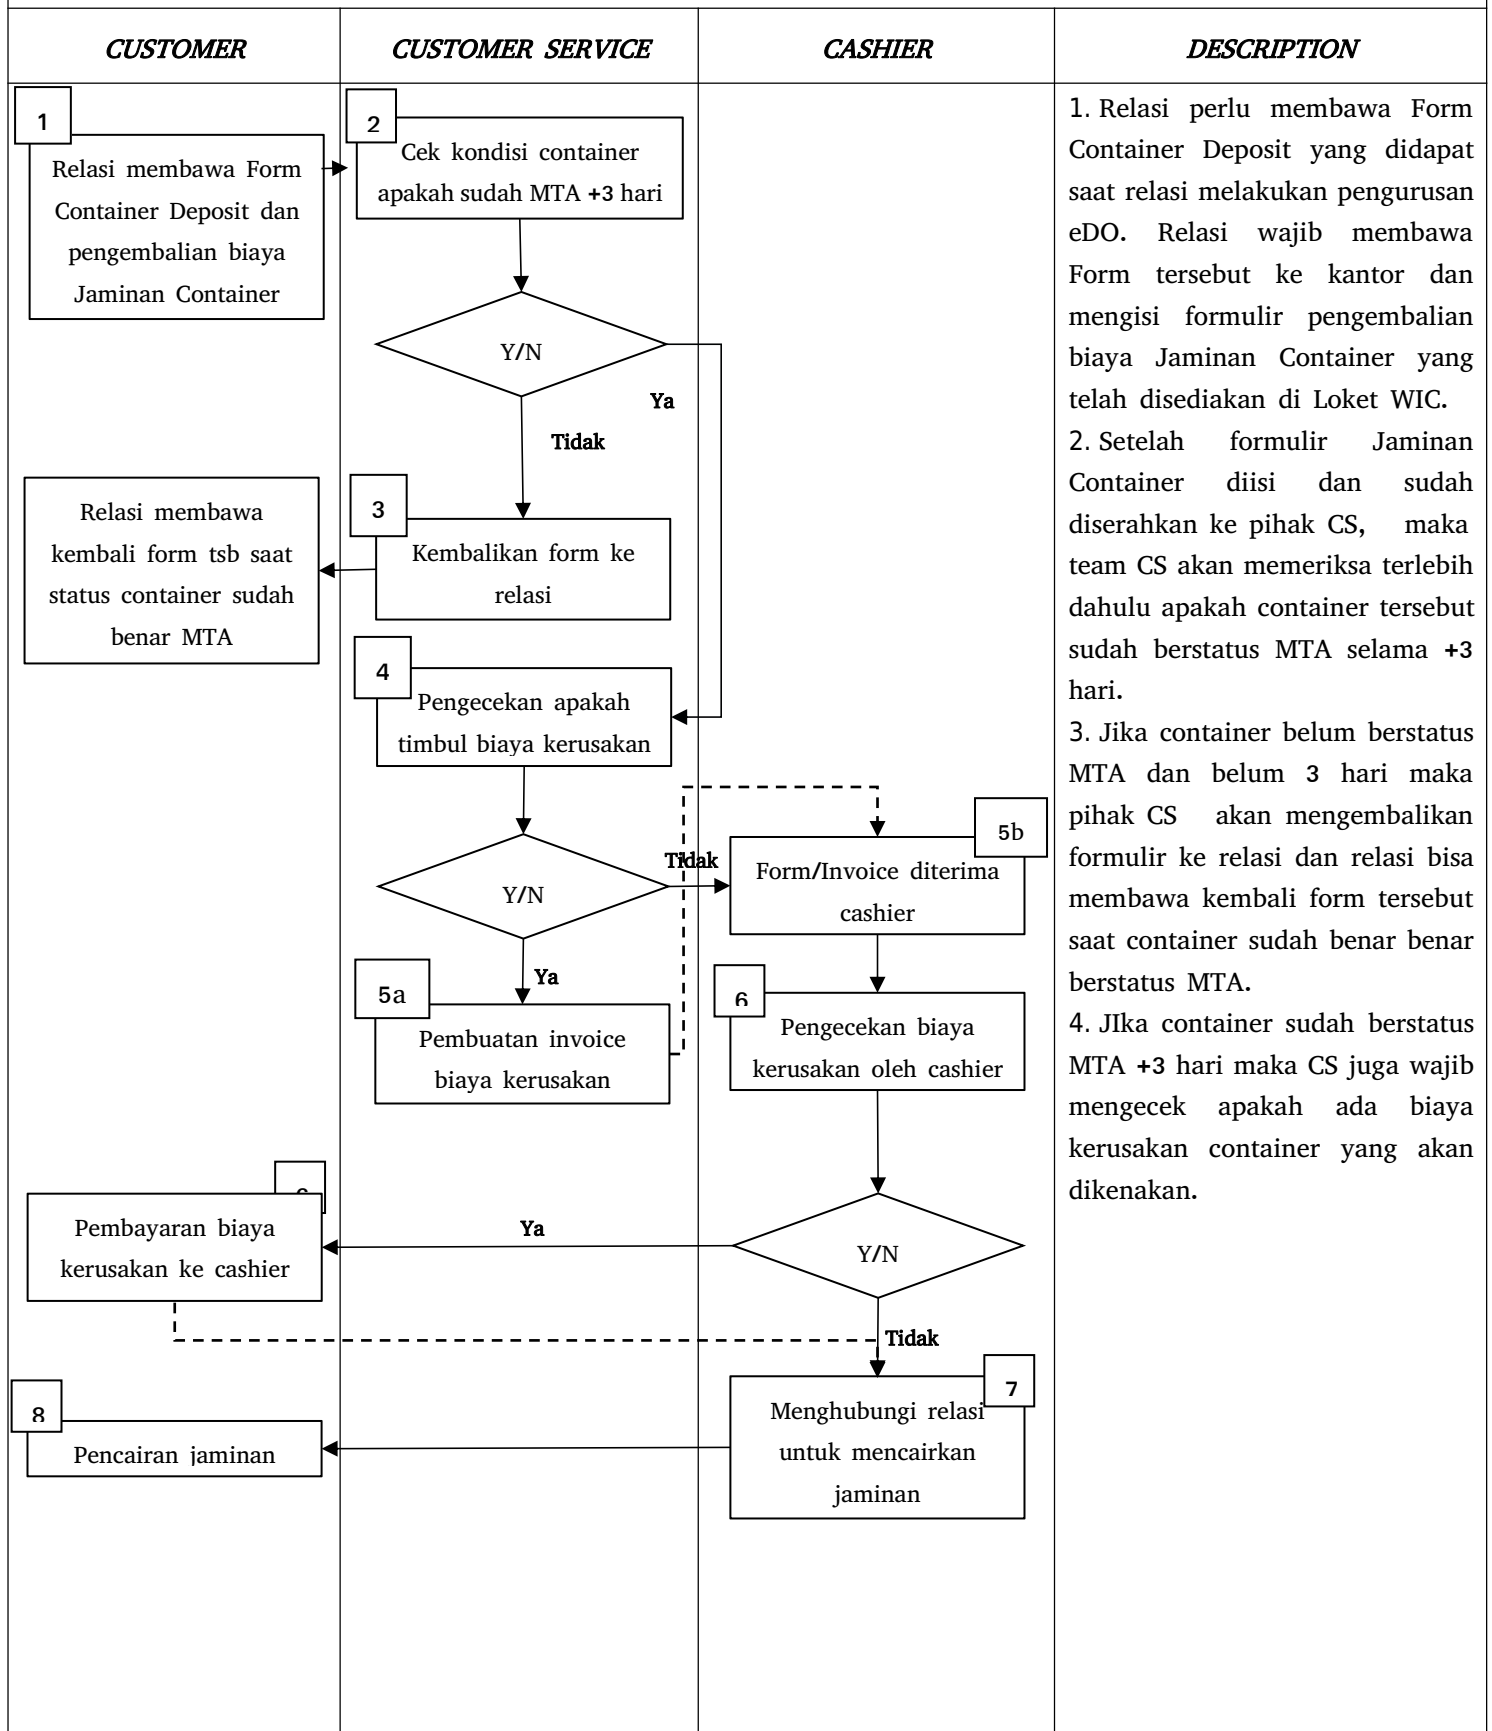 CUSTOMER
CUSTOMER SERVICE
CASHIER
DESCRIPTION
1
Relasi membawa Form
Container Deposit dan
pengembalian biaya
Jaminan Container
2
Cek kondisi container
apakah sudah MTA +3 hari
Y/N
Ya
Tidak
3
Kembalikan form ke
relasi
Relasi membawa
kembali form tsb saat
status container sudah
benar MTA
4
Pengecekan apakah
timbul biaya kerusakan
Y/N
Tidak
Ya
5a
Pembuatan invoice
biaya kerusakan
5b
Form/Invoice diterima
cashier
6
Pengecekan biaya
kerusakan oleh cashier
Y/N
Ya
Tidak
Pembayaran biaya
kerusakan ke cashier
7
Menghubungi relasi
untuk mencairkan
jaminan
8
Pencairan jaminan
1. Relasi perlu membawa Form
Container Deposit yang didapat
saat relasi melakukan pengurusan
eDO. Relasi wajib membawa
Form tersebut ke kantor dan
mengisi formulir pengembalian
biaya Jaminan Container yang
telah disediakan di Loket WIC.
2. Setelah formulir Jaminan
Container diisi dan sudah
diserahkan ke pihak CS, maka
team CS akan memeriksa terlebih
dahulu apakah container tersebut
sudah berstatus MTA selama +3
hari.
3. Jika container belum berstatus
MTA dan belum 3 hari maka
pihak CS akan mengembalikan
formulir ke relasi dan relasi bisa
membawa kembali form tersebut
saat container sudah benar benar
berstatus MTA.
4. JIka container sudah berstatus
MTA +3 hari maka CS juga wajib
mengecek apakah ada biaya
kerusakan container yang akan
dikenakan.